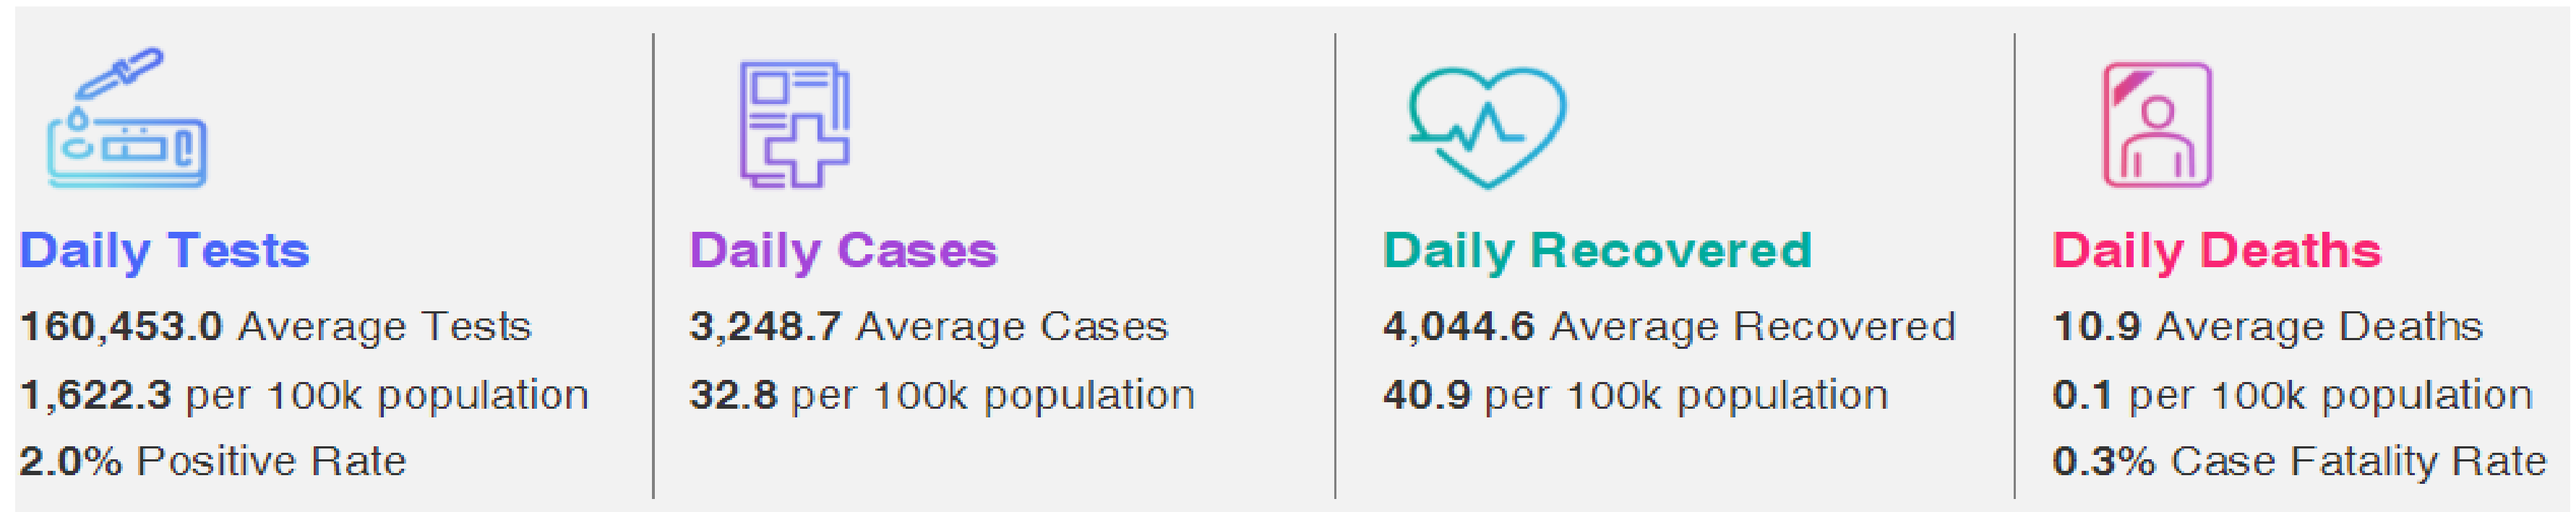 Daily Tests
160,453.0 Average Tests
1,622.3 per 100k population
2.0% Positive Rate
Daily Cases
3,248.7 Average Cases
32.8 per 100k population
Daily Recovered
4,044.6 Average Recovered
40.9 per 100k population
Daily Deaths
10.9 Average Deaths
0.1 per 100k population
0.3% Case Fatality Rate